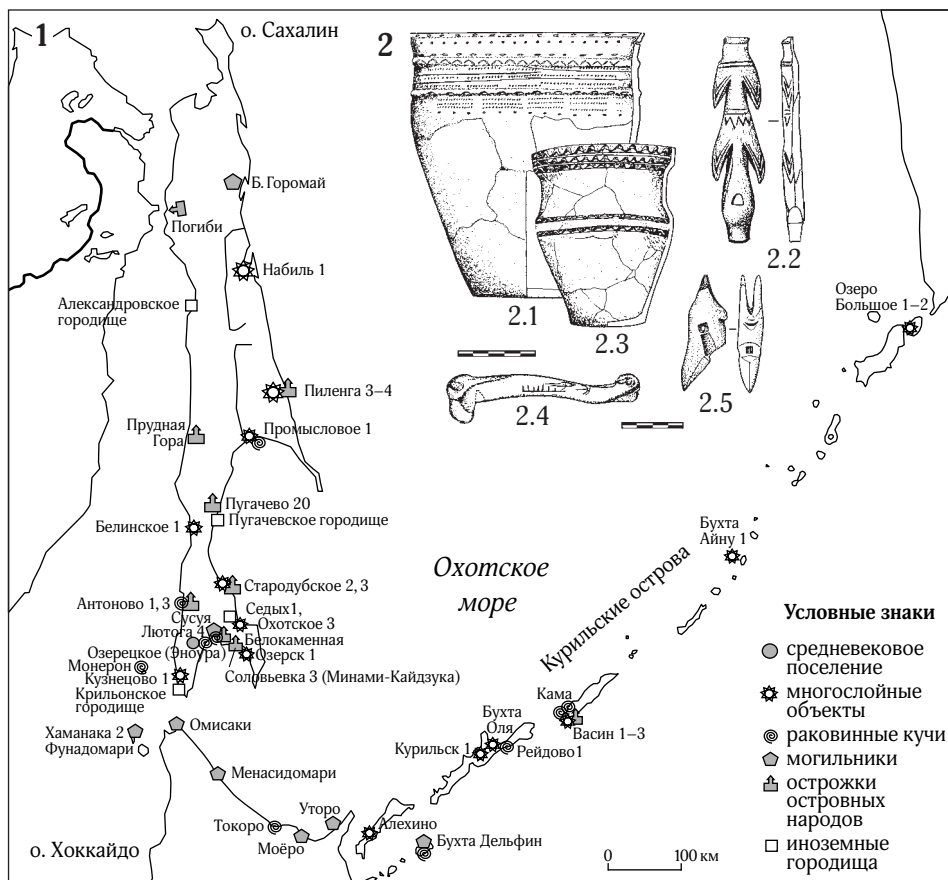 1
о. Сахалин
2
Б. Горомай
Погиби
Набиль 1
Александровское
городище
Пиленга 3–4
Прудная
Гора
Промысловое 1
Пугачево 20
Пугачевское городище
Белинское 1
Стародубское 2, 3
Антоново 1, 3
Сусуя
Седых1,
Охотское 3
Лютога 4
Белокаменная
Озерецкое (Эноура)
Озерск 1
Монерон
Соловьевка 3 (Минами-Кайдзука)
Кузнецово 1
Крильонское
городище
Хаманака 2
Фунадомари
Омисаки
Менасидомари
Уторо
Токоро
Моёро
о. Хоккайдо
2.1
2.2
2.3
2.4
2.5
Озеро
Большое 1–2
Бухта
Айну 1
Охотское
море
Курильские острова
Кама
Васин 1–3
Бухта
Оля
Курильск 1
Рейдово1
Алехино
Бухта Дельфин
0 100 км
Условные знаки
средневековое
поселение
многослойные
объекты
раковинные кучи
могильники
острожки
островных
народов
иноземные
городища